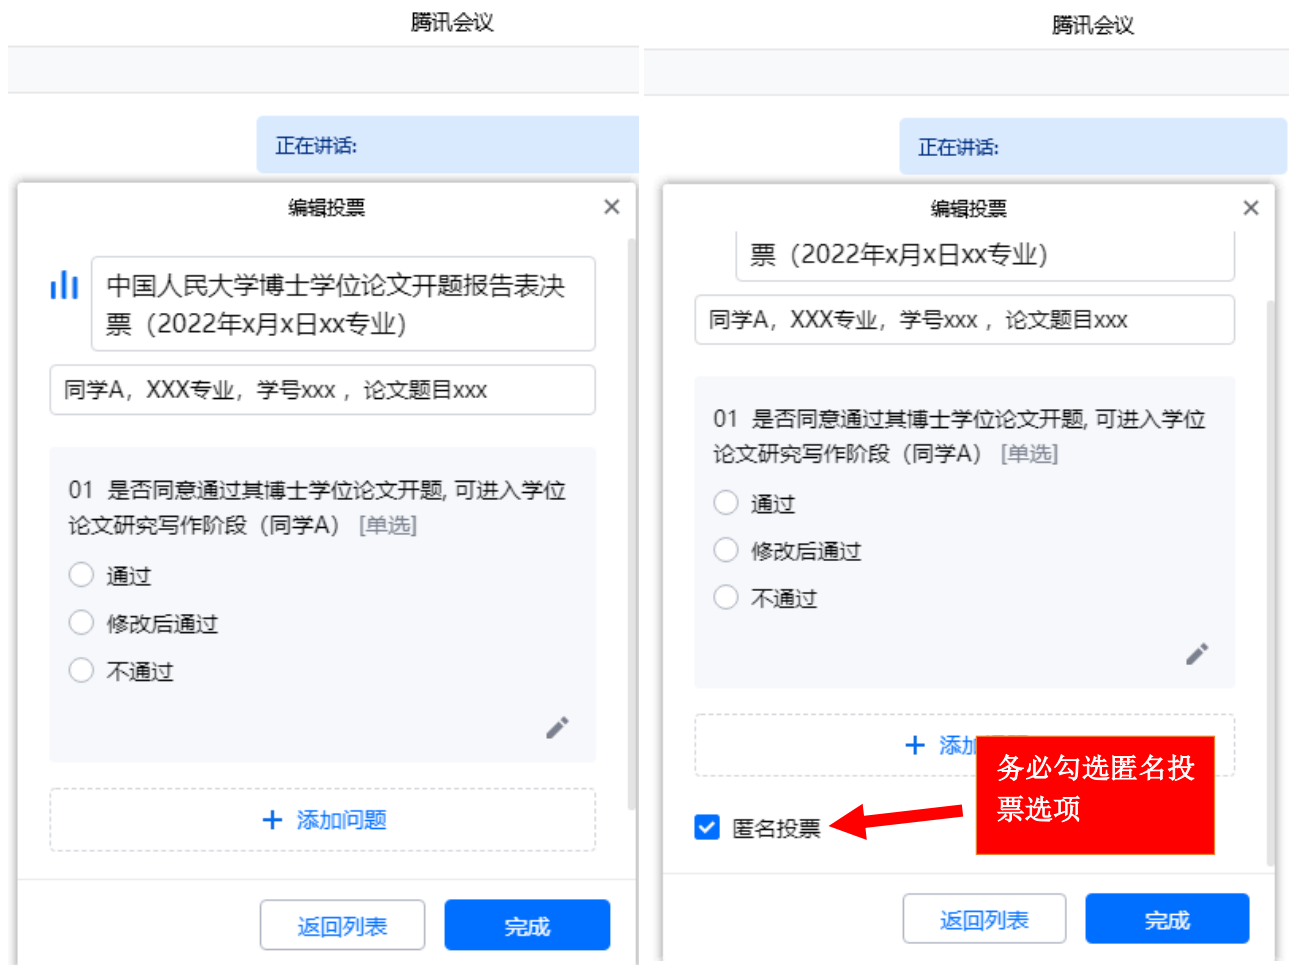 腾讯会议
正在讲话:
编辑投票
中国人民大学博士学位论文开题报告表决
票（2022年x月x日xx专业）
同学A，XXX专业，学号xxx ，论文题目xxx
01 是否同意通过其博士学位论文开题, 可进入学位
论文研究写作阶段（同学A） [单选]
通过
修改后通过
不通过
+ 添加问题
返回列表
完成
腾讯会议
正在讲话:
编辑投票
票（2022年x月x日xx专业）
同学A，XXX专业，学号xxx ，论文题目xxx
01 是否同意通过其博士学位论文开题, 可进入学位
论文研究写作阶段（同学A） [单选]
通过
修改后通过
不通过
+ 添加
务必勾选匿名投
票选项
匿名投票
返回列表
完成